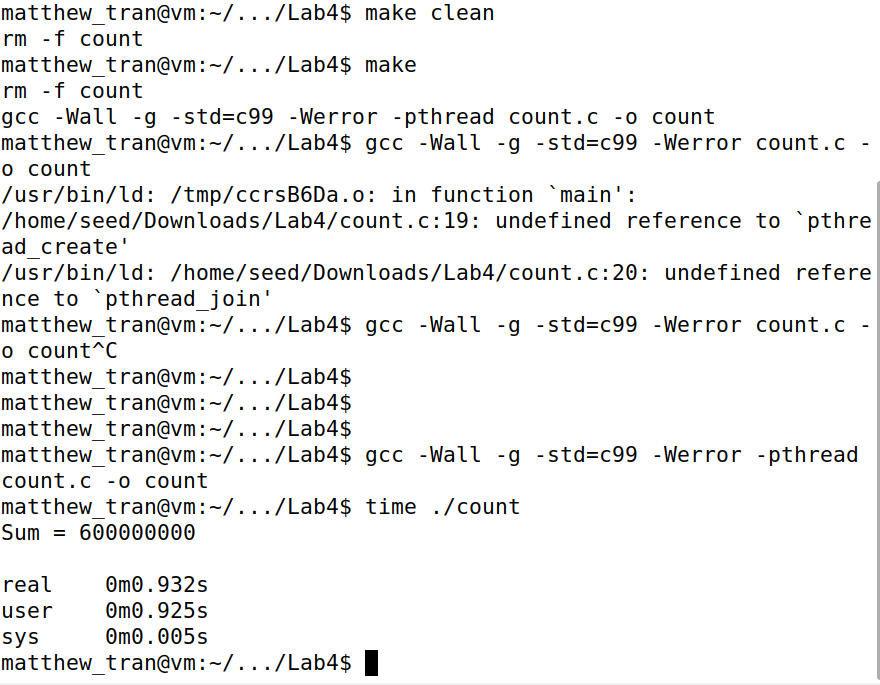 matthew_tran@vm:~/.../Lab4$ make clean
rm -f count
matthew_tran@vm:~/.../Lab4$ make
rm -f count
gcc -Wall -g -std=c99 -Werror -pthread count.c -o count
matthew_tran@vm:~/.../Lab4$ gcc -Wall -g -std=c99 -Werror count.c -
o count
/usr/bin/ld: /tmp/ccrsB6Da.o: in function `main':
/home/seed/Downloads/Lab4/count.c:19: undefined reference to `pthre
ad_create'
/usr/bin/ld: /home/seed/Downloads/Lab4/count.c:20: undefined refere
nce to `pthread_join'
matthew_tran@vm:~/.../Lab4$ gcc -Wall -g -std=c99 -Werror count.c -
o count^C
matthew_tran@vm:~/.../Lab4$
matthew_tran@vm:~/.../Lab4$
matthew_tran@vm:~/.../Lab4$
matthew_tran@vm:~/.../Lab4$ gcc -Wall -g -std=c99 -Werror -pthread
count.c -o count
matthew_tran@vm:~/.../Lab4$ time ./count
Sum = 600000000

real    0m0.932s
user    0m0.925s
sys     0m0.005s
matthew_tran@vm:~/.../Lab4$